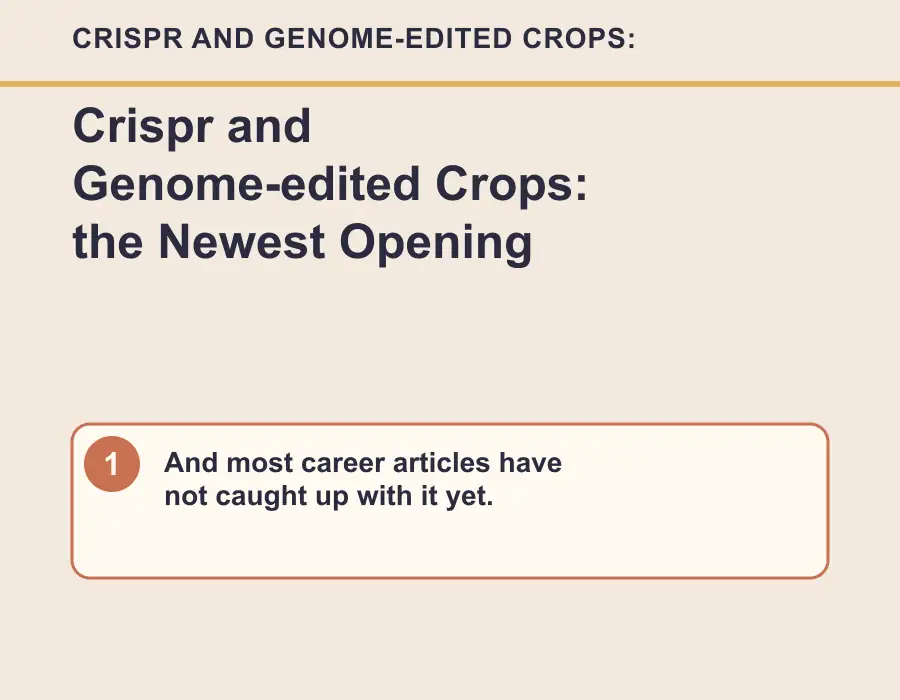 CRISPR AND GENOME-EDITED CROPS:
Crispr and
Genome-edited Crops:
the Newest Opening
1
And most career articles have
not caught up with it yet.